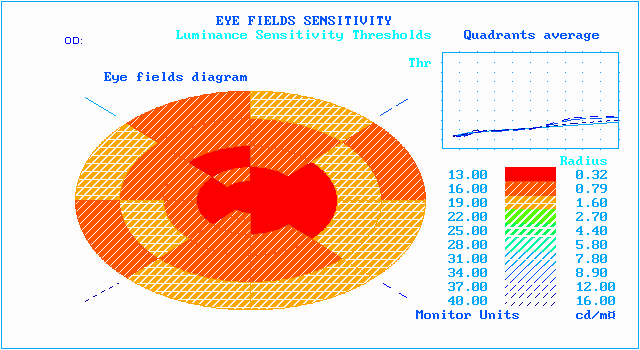 EYE FIELDS SENSITIVITY
Luminance Sensitivity Thresholds
Quadrants average
OD:
Thr
Eye fields diagram
Radius
13.00 0.32
16.00 0.79
19.00 1.60
22.00 2.70
25.00 4.40
28.00 5.80
31.00 7.80
34.00 8.90
37.00 12.00
40.00 16.00
Monitor Units cd/m¤